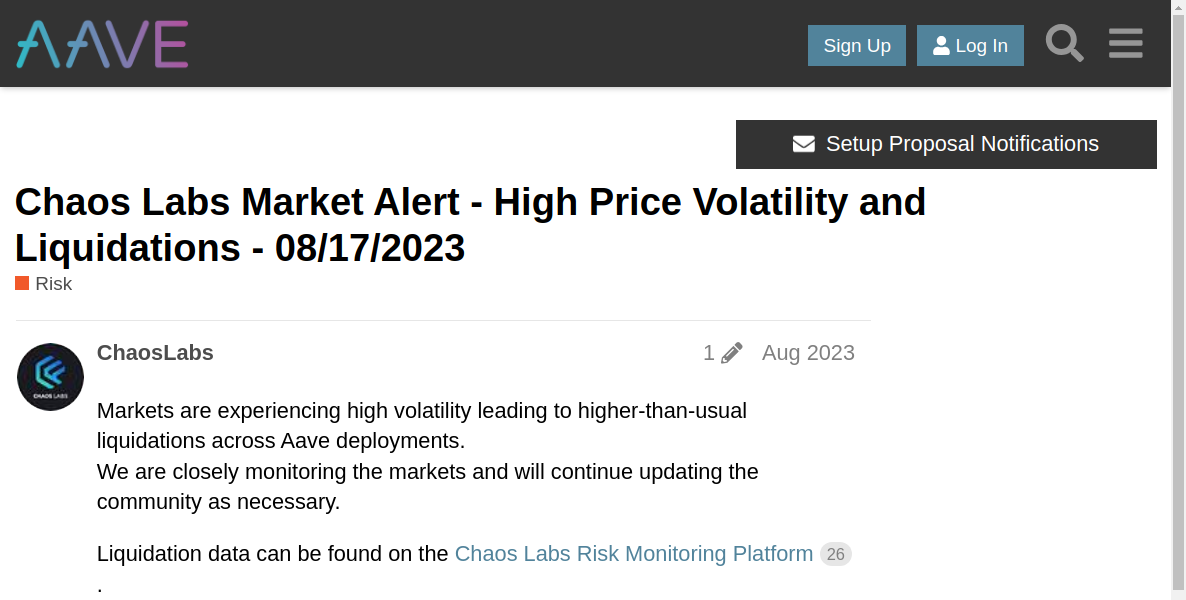 AAVE
Sign Up
Log In
Setup Proposal Notifications
Chaos Labs Market Alert - High Price Volatility and
Liquidations - 08/17/2023
Risk
ChaosLabs
1
Aug 2023
CHAOS LABS
Markets are experiencing high volatility leading to higher-than-usual
liquidations across Aave deployments.
We are closely monitoring the markets and will continue updating the
community as necessary.
Liquidation data can be found on the Chaos Labs Risk Monitoring Platform 26
.